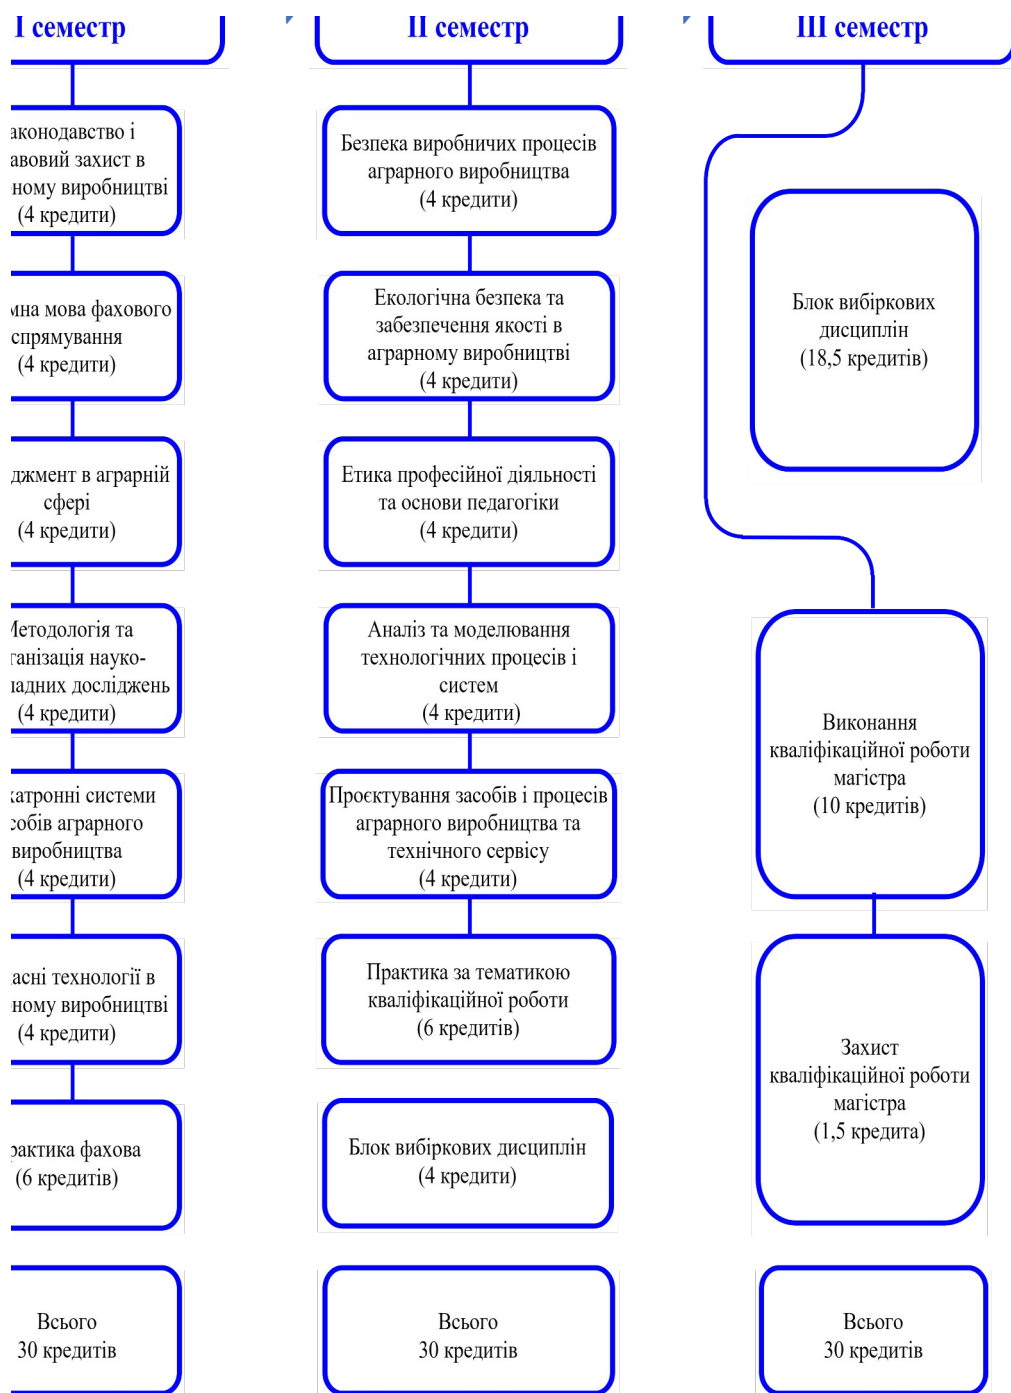 І семестр
аконодавство і
авовий захист в
ному виробництві
(4 кредити)
мна мова фахового
спрямування
(4 кредити)
джмент в аграрній
сфері
(4 кредити)
Методологія та
ганізація науко-
ладних досліджень
(4 кредити)
хатронні системи
собів аграрного
виробництва
(4 кредити)
асні технології в
ному виробництві
(4 кредити)
рактика фахова
(6 кредитів)
Всього
30 кредитів
ІІ семестр
Безпека виробничих процесів
аграрного виробництва
(4 кредити)
Екологічна безпека та
забезпечення якості в
аграрному виробництві
(4 кредити)
Етика професійної діяльності
та основи педагогіки
(4 кредити)
Аналіз та моделювання
технологічних процесів і
систем
(4 кредити)
Проєктування засобів і процесів
аграрного виробництва та
технічного сервісу
(4 кредити)
Практика за тематикою
кваліфікаційної роботи
(6 кредитів)
Блок вибіркових дисциплін
(4 кредити)
Всього
30 кредитів
ІІІ семестр
Блок вибіркових
дисциплін
(18,5 кредитів)
Виконання
кваліфікаційної роботи
магістра
(10 кредитів)
Захист
кваліфікаційної роботи
магістра
(1,5 кредита)
Всього
30 кредитів